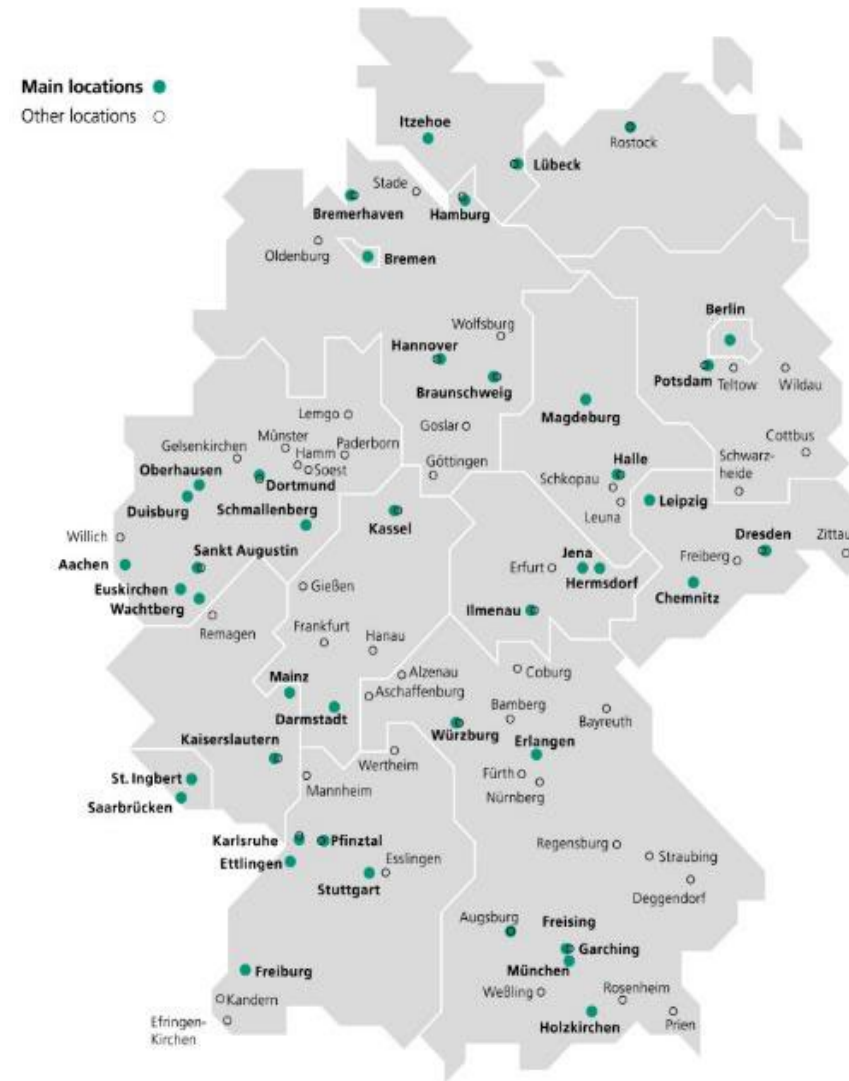 Main locations
Other locations
Itzehoe
Rostock
Lübeck
Stade
Bremerhaven
Hamburg
Oldenburg
Bremen
Berlin
Wolfsburg
Hannover
Potsdam
Teltow
Wildau
Braunschweig
Magdeburg
Lemgo
Goslar
Cottbus
Münster
Gelsenkirchen
Hamm
Paderborn
Schwarz-
heide
Oberhausen
Soest
Göttingen
Halle
Dortmund
Schkopau
Duisburg
Schmallenberg
Kassel
Leuna
Leipzig
Willich
Dresden
Zittau
Sankt Augustin
Jena
Freiberg
Aachen
Erfurt
Hermsdorf
Euskirchen
Gießen
Chemnitz
Wachtberg
Ilmenau
Remagen
Frankfurt
Hanau
Mainz
Alzenau
Coburg
Aschaffenburg
Bamberg
Bayreuth
Darmstadt
Würzburg
Kaiserslautern
Erlangen
Wertheim
St. Ingbert
Fürth
Mannheim
Nürnberg
Saarbrücken
Karlsruhe
Pfinztal
Regensburg
Ettlingen
Esslingen
Straubing
Stuttgart
Deggendorf
Augsburg
Freising
Garching
Freiburg
München
Kandern
Weßling
Rosenheim
Efringen-
Kirchen
Holzkirchen
Prien